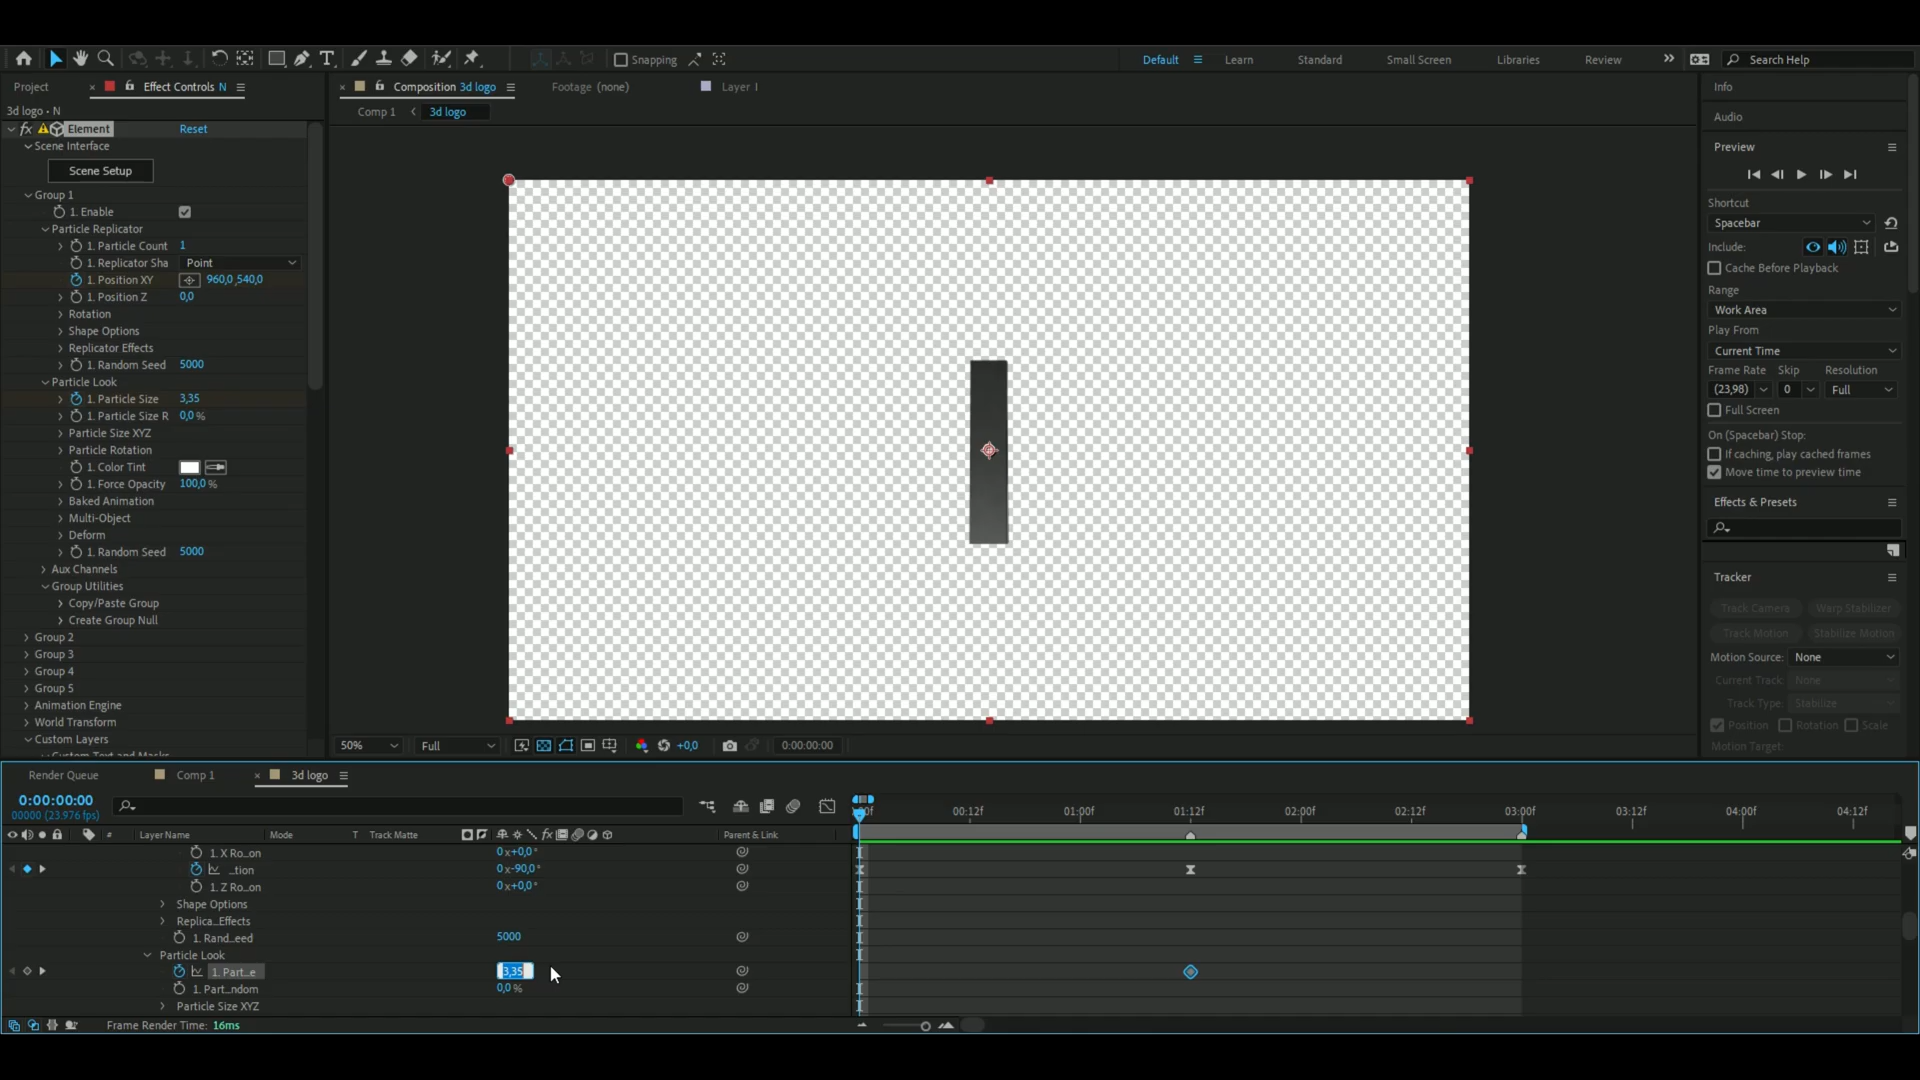 Snapping
Default
Learn
Standard
Small Screen
Libraries
Review
Search Help
Project
Effect Controls N
Composition 3d logo
Footage (none)
Layer I
3d logo • N
Comp 1
3d logo
fx Element Reset
Scene Interface
Scene Setup
Group 1
1. Enable
Particle Replicator
1. Particle Count 1
1. Replicator Sha Point
1. Position XY 960,0 ,540,0
1. Position Z 0,0
Rotation
Shape Options
Replicator Effects
1. Random Seed 5000
Particle Look
1. Particle Size 3,35
1. Particle Size R 0,0 %
Particle Size XYZ
Particle Rotation
1. Color Tint
1. Force Opacity 100,0 %
Baked Animation
Multi-Object
Deform
1. Random Seed 5000
Aux Channels
Group Utilities
Copy/Paste Group
Create Group Null
Group 2
Group 3
Group 4
Group 5
Animation Engine
World Transform
Custom Layers
Custom Text and Masks
50% Full +0,0 0:00:00:00
Info
Audio
Preview
Shortcut
Spacebar
Include:
Cache Before Playback
Range
Work Area
Play From
Current Time
Frame Rate Skip Resolution
(23,98) 0 Full
Full Screen
On (Spacebar) Stop:
If caching, play cached frames
Move time to preview time
Effects & Presets
Tracker
Track Camera Warp Stabilizer
Track Motion Stabilize Motion
Motion Source: None
Current Track: None
Track Type: Stabilize
Position Rotation Scale
Motion Target:
Render Queue Comp 1 3d logo
0:00:00:00
00000 (23.976 fps)
:00f 00:12f 01:00f 01:12f 02:00f 02:12f 03:00f 03:12f 04:00f 04:12f
# Layer Name Mode T Track Matte fx Parent & Link
1. X Ro...on 0 x+0,0 °
...tion 0 x-90,0 °
1. Z Ro...on 0 x+0,0 °
Shape Options
Replica...Effects
1. Rand...eed 5000
Particle Look
1. Part...e 3,35
1. Part...ndom 0,0 %
Particle Size XYZ
Frame Render Time: 16ms